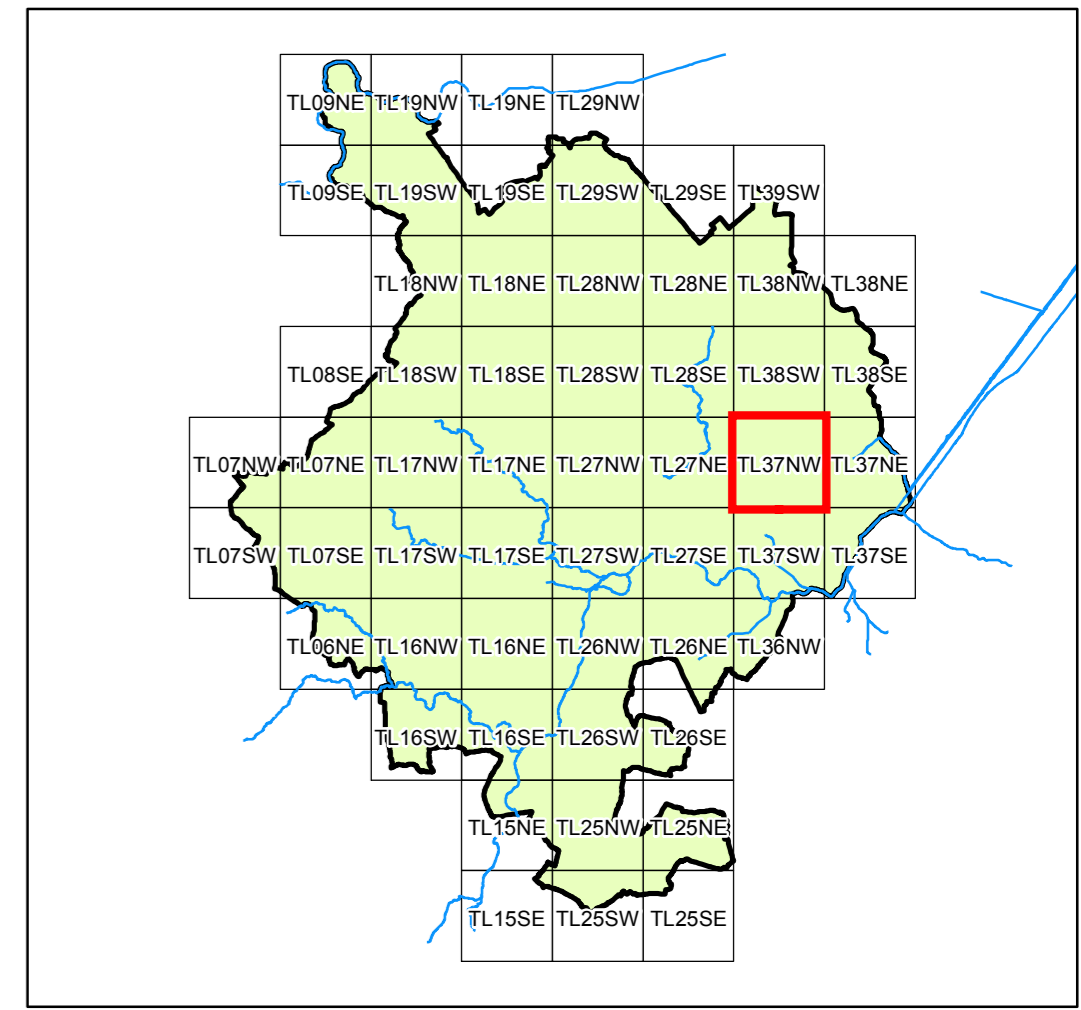 TL09NE TL19NW TL19NE TL29NW
TL09SE TL19SW TL19SE TL29SW TL29SE TL39SW
TL18NW TL18NE TL28NW TL28NE TL38NW TL38NE
TL08SE TL18SW TL18SE TL28SW TL28SE TL38SW TL38SE
TL07NW TL07NE TL17NW TL17NE TL27NW TL27NE TL37NW TL37NE
TL07SW TL07SE TL17SW TL17SE TL27SW TL27SE TL37SW TL37SE
TL06NE TL16NW TL16NE TL26NW TL26NE TL36NW
TL16SW TL16SE TL26SW TL26SE
TL15NE TL25NW TL25NE
TL15SE TL25SW TL25SE